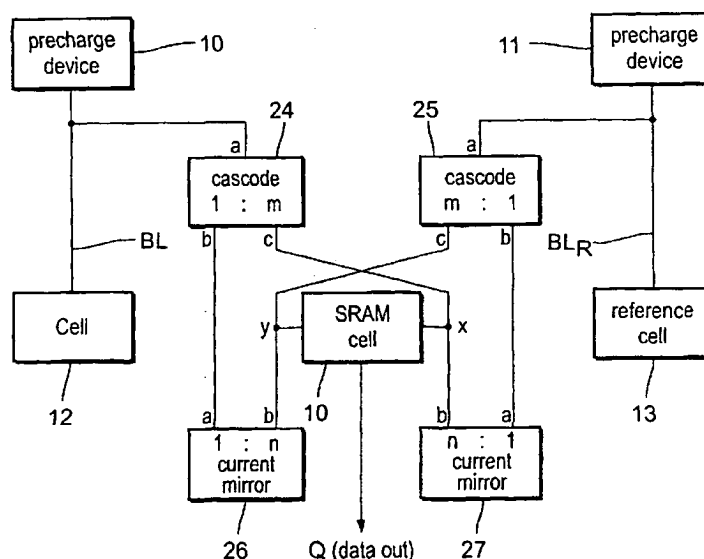 precharge
device
10
11
precharge
device
24
25
a
a
cascode
1 : m
cascode
m : 1
b
c
c
b
BL
BLR
Cell
12
y
SRAM
cell
x
reference
cell
13
10
a
b
b
a
1 : n
current
mirror
n : 1
current
mirror
26
Q (data out)
27